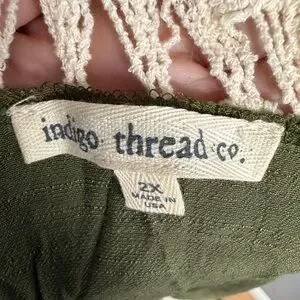 indigo thread co.
2X
MADE IN
USA